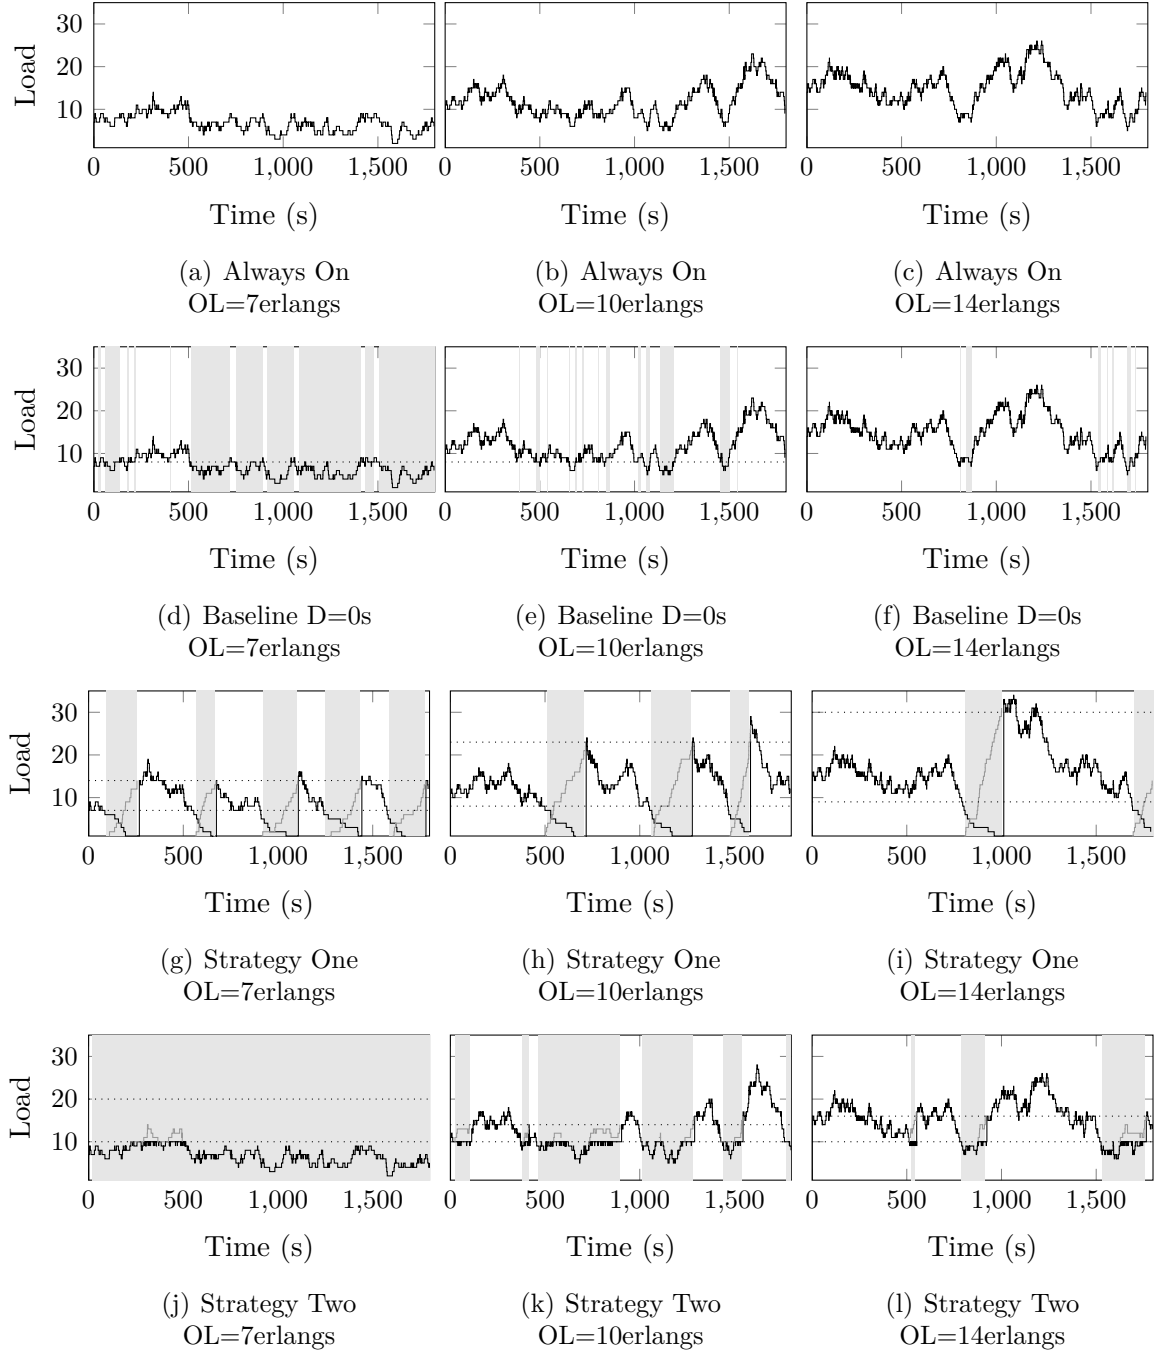 Load
30
20
10
0 500 1,000 1,500 0 500 1,000 1,500 0 500 1,000 1,500
Time (s) Time (s) Time (s)
(a) Always On (b) Always On (c) Always On
OL=7erlangs OL=10erlangs OL=14erlangs
Load
30
20
10
0 500 1,000 1,500 0 500 1,000 1,500 0 500 1,000 1,500
Time (s) Time (s) Time (s)
(d) Baseline D=0s (e) Baseline D=0s (f) Baseline D=0s
OL=7erlangs OL=10erlangs OL=14erlangs
Load
30
20
10
0 500 1,000 1,500 0 500 1,000 1,500 0 500 1,000 1,500
Time (s) Time (s) Time (s)
(g) Strategy One (h) Strategy One (i) Strategy One
OL=7erlangs OL=10erlangs OL=14erlangs
Load
30
20
10
0 500 1,000 1,500 0 500 1,000 1,500 0 500 1,000 1,500
Time (s) Time (s) Time (s)
(j) Strategy Two (k) Strategy Two (l) Strategy Two
OL=7erlangs OL=10erlangs OL=14erlangs